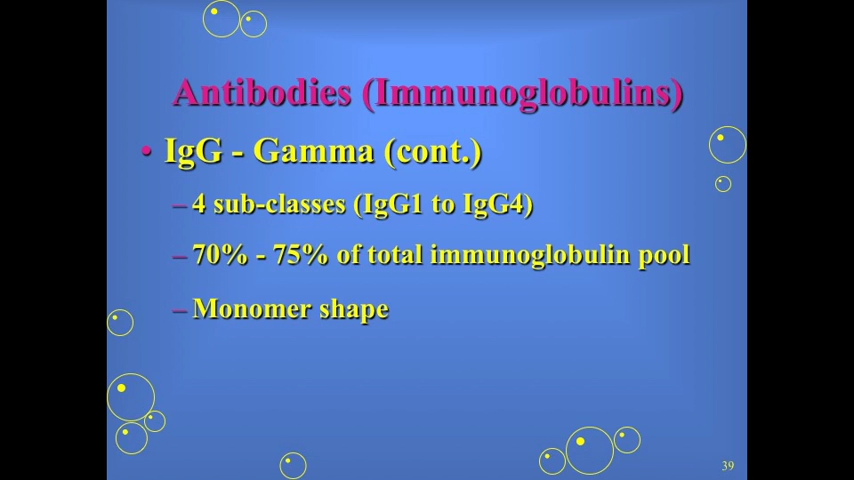 Antibodies (Immunoglobulins)
• IgG - Gamma (cont.)
– 4 sub-classes (IgG1 to IgG4)
– 70% - 75% of total immunoglobulin pool
– Monomer shape
39